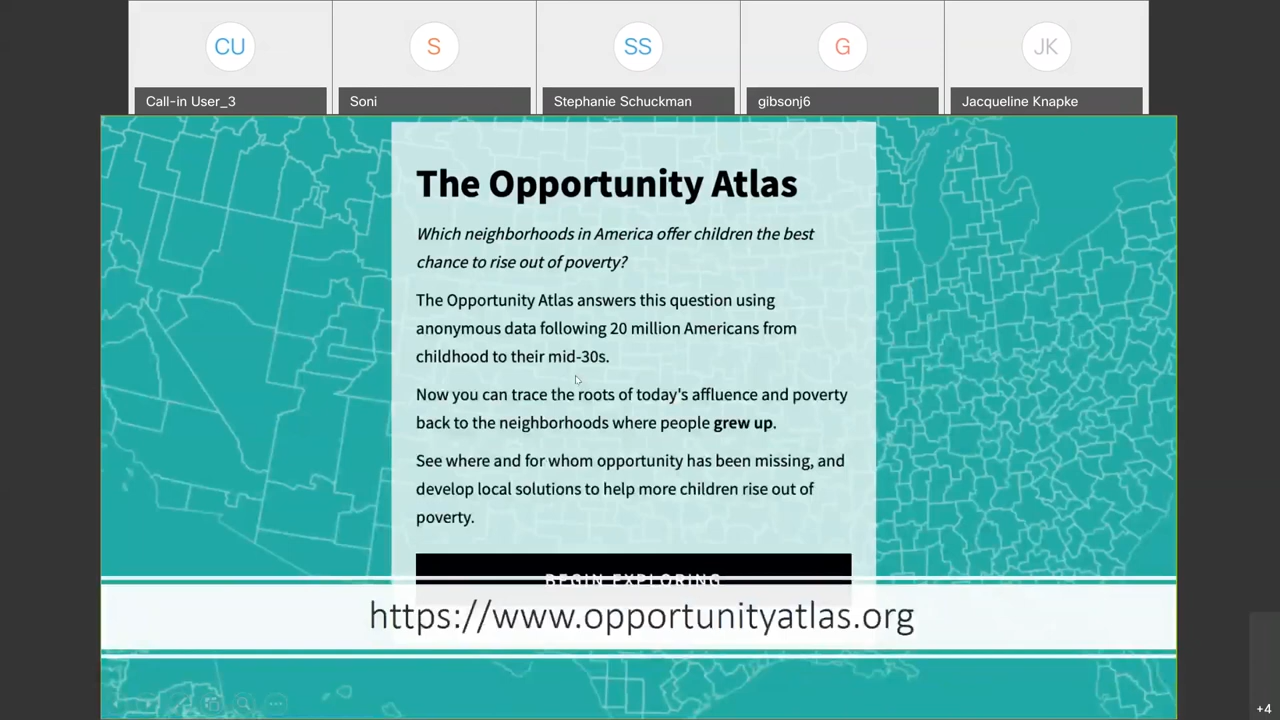 CU
S
SS
G
JK
Call-in User_3
Soni
Stephanie Schuckman
gibsonj6
Jacqueline Knapke
The Opportunity Atlas
Which neighborhoods in America offer children the best
chance to rise out of poverty?
The Opportunity Atlas answers this question using
anonymous data following 20 million Americans from
childhood to their mid-30s.
Now you can trace the roots of today's affluence and poverty
back to the neighborhoods where people grew up.
See where and for whom opportunity has been missing, and
develop local solutions to help more children rise out of
poverty.
BEGIN EXPLORING
https://www.opportunityatlas.org
+4